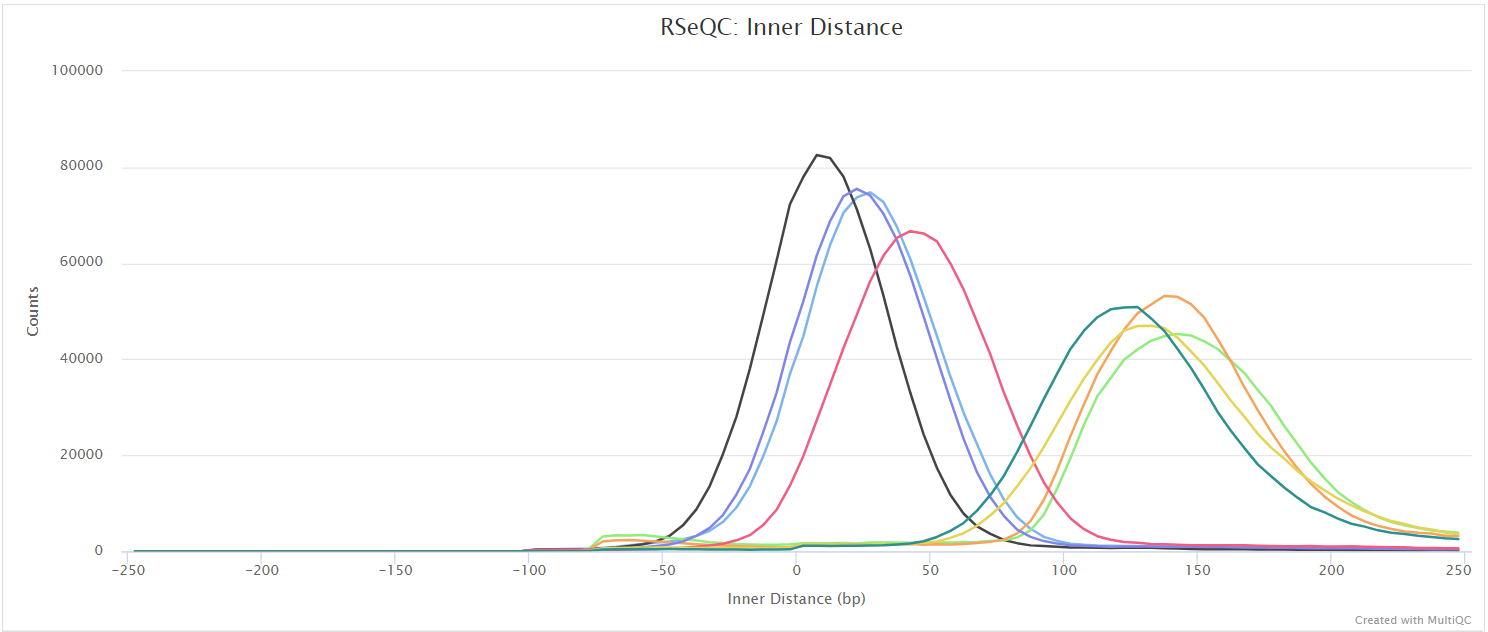 RSeQC: Inner Distance
100000
80000
60000
40000
20000
0
Counts
-250 -200 -150 -100 -50 0 50 100 150 200 250
Inner Distance (bp)
Created with MultiQC